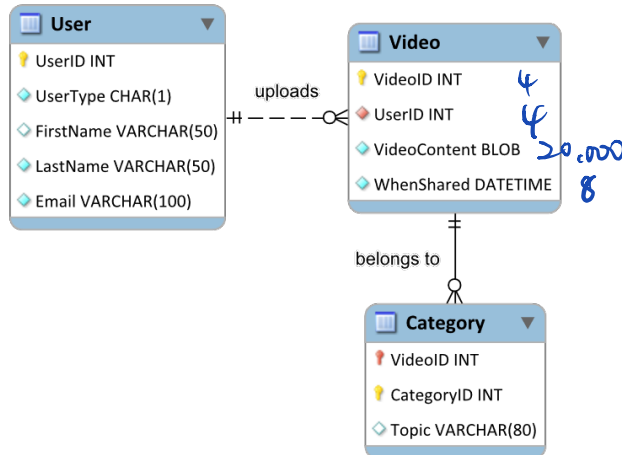 User
UserID INT
UserType CHAR(1)
FirstName VARCHAR(50)
LastName VARCHAR(50)
Email VARCHAR(100)
uploads
Video
VideoID INT 4
UserID INT 4
VideoContent BLOB 20,000
WhenShared DATETIME 8
belongs to
Category
VideoID INT
CategoryID INT
Topic VARCHAR(80)